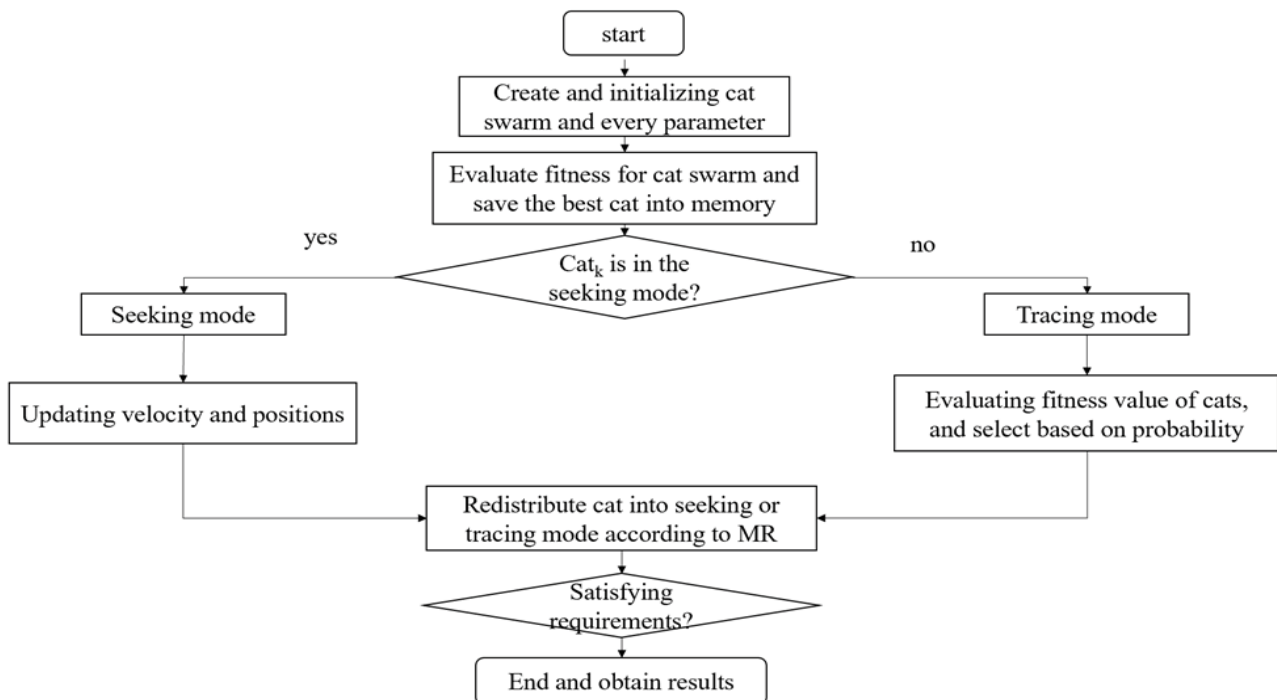 start
Create and initializing cat
swarm and every parameter
Evaluate fitness for cat swarm and
save the best cat into memory
yes
no
Catk is in the
seeking mode?
Seeking mode
Tracing mode
Updating velocity and positions
Evaluating fitness value of cats,
and select based on probability
Redistribute cat into seeking or
tracing mode according to MR
Satisfying
requirements?
End and obtain results